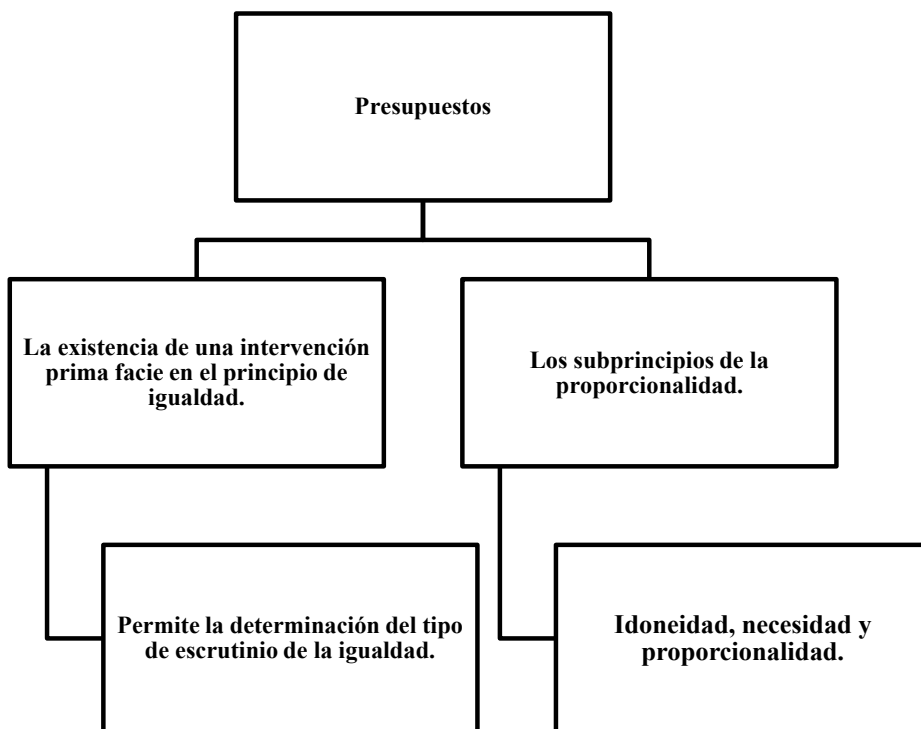 Presupuestos
La existencia de una intervención
prima facie en el principio de
igualdad.
Los subprincipios de la
proporcionalidad.
Permite la determinación del tipo
de escrutinio de la igualdad.
Idoneidad, necesidad y
proporcionalidad.